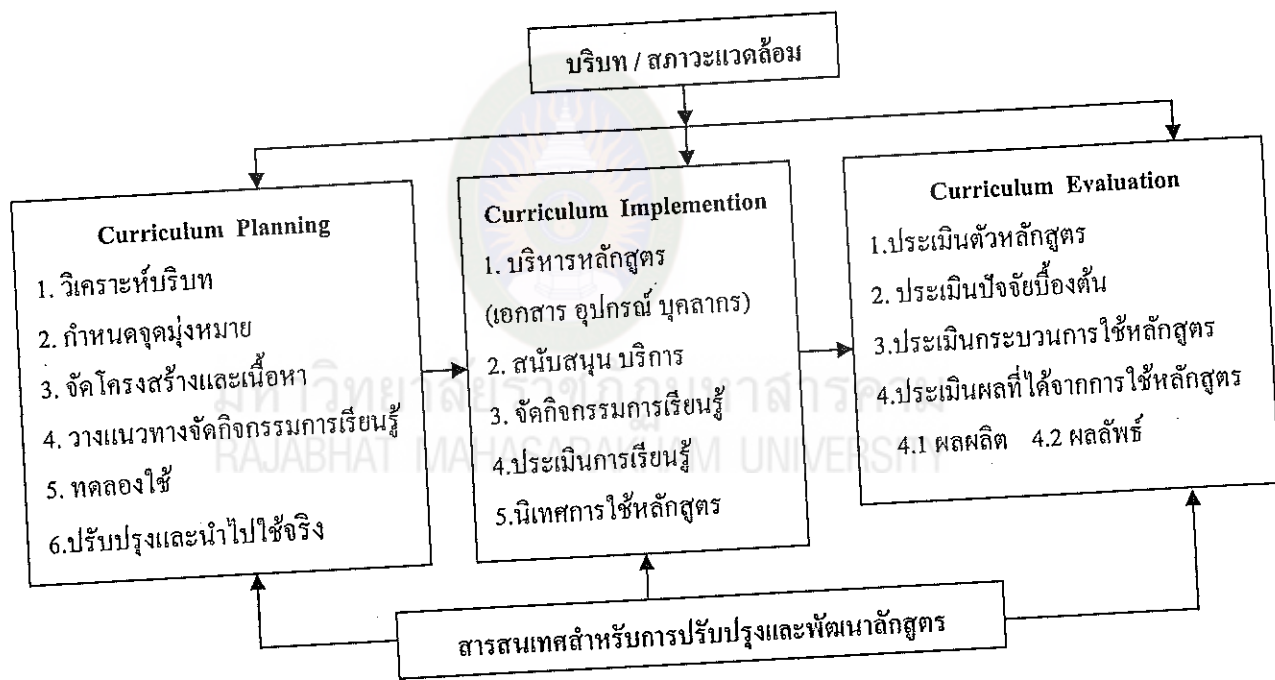 บริบท / สภาวะแวดล้อม
Curriculum Planning
1. วิเคราะห์บริบท
2. กำหนดจุดมุ่งหมาย
3. จัดโครงสร้างและเนื้อหา
4. วางแนวทางจัดกิจกรรมการเรียนรู้
5. ทดลองใช้
6.ปรับปรุงและนำไปใช้จริง
Curriculum Implemention
1. บริหารหลักสูตร
(เอกสาร อุปกรณ์ บุคลากร)
2. สนับสนุน บริการ
3. จัดกิจกรรมการเรียนรู้
4.ประเมินการเรียนรู้
5.นิเทศการใช้หลักสูตร
Curriculum Evaluation
1.ประเมินตัวหลักสูตร
2. ประเมินปัจจัยบื้องต้น
3.ประเมินกระบวนการใช้หลักสูตร
4.ประเมินผลที่ได้จากการใช้หลักสูตร
4.1 ผลผลิต 4.2 ผลลัพธ์
สารสนเทศสำหรับการปรับปรุงและพัฒนาลักสูตร
มหาวิทยาลัยราชภัฏมหาสารคาม
RAJABHAT MAHASARAKHAM UNIVERSITY